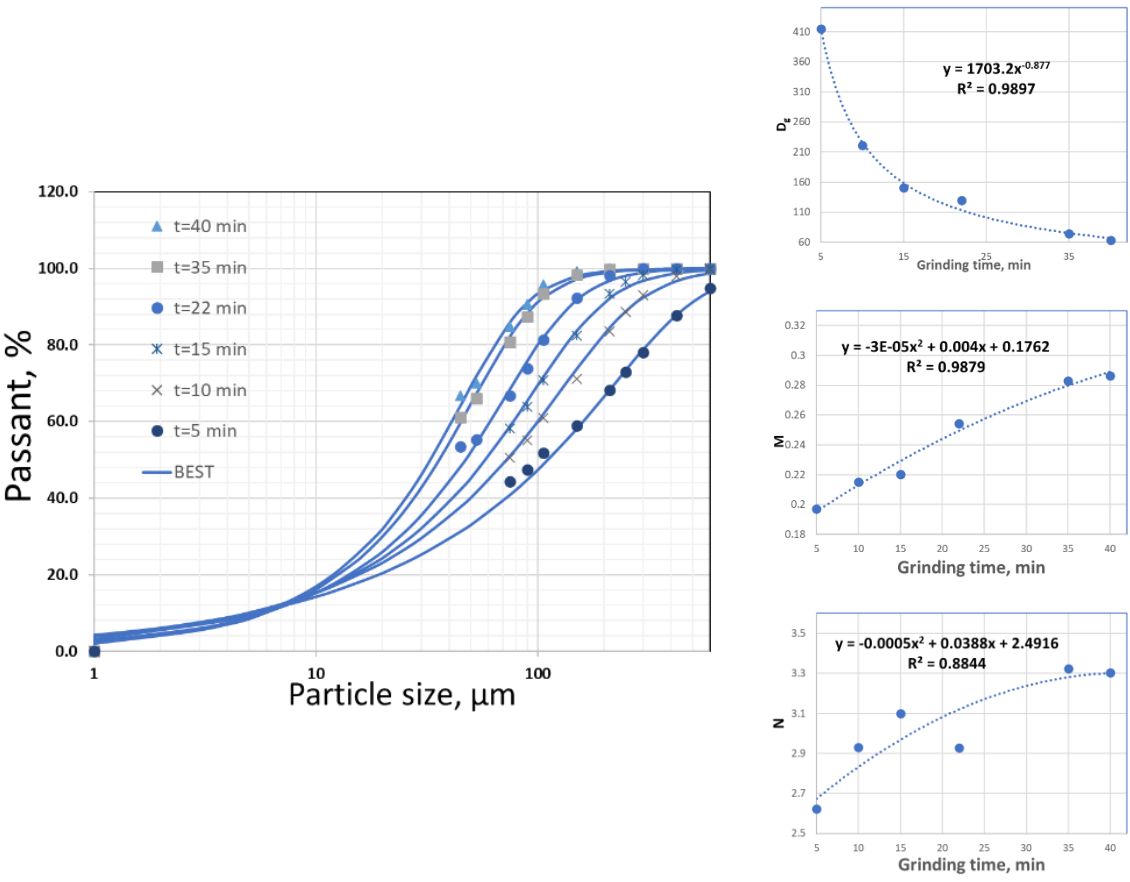 120.0
100.0
80.0
60.0
40.0
20.0
0.0
Passant, %
t=40 min
t=35 min
t=22 min
t=15 min
t=10 min
t=5 min
BEST
1 10 100
Particle size, µm
410
360
310
260
210
160
110
60
Dg
y = 1703.2x^-0.877
R² = 0.9897
5 15 25 35
Grinding time, min
0.32
0.3
0.28
0.26
0.24
0.22
0.2
0.18
M
y = -3E-05x² + 0.004x + 0.1762
R² = 0.9879
5 10 15 20 25 30 35 40
Grinding time, min
3.5
3.3
3.1
2.9
2.7
2.5
N
y = -0.0005x² + 0.0388x + 2.4916
R² = 0.8844
5 10 15 20 25 30 35 40
Grinding time, min